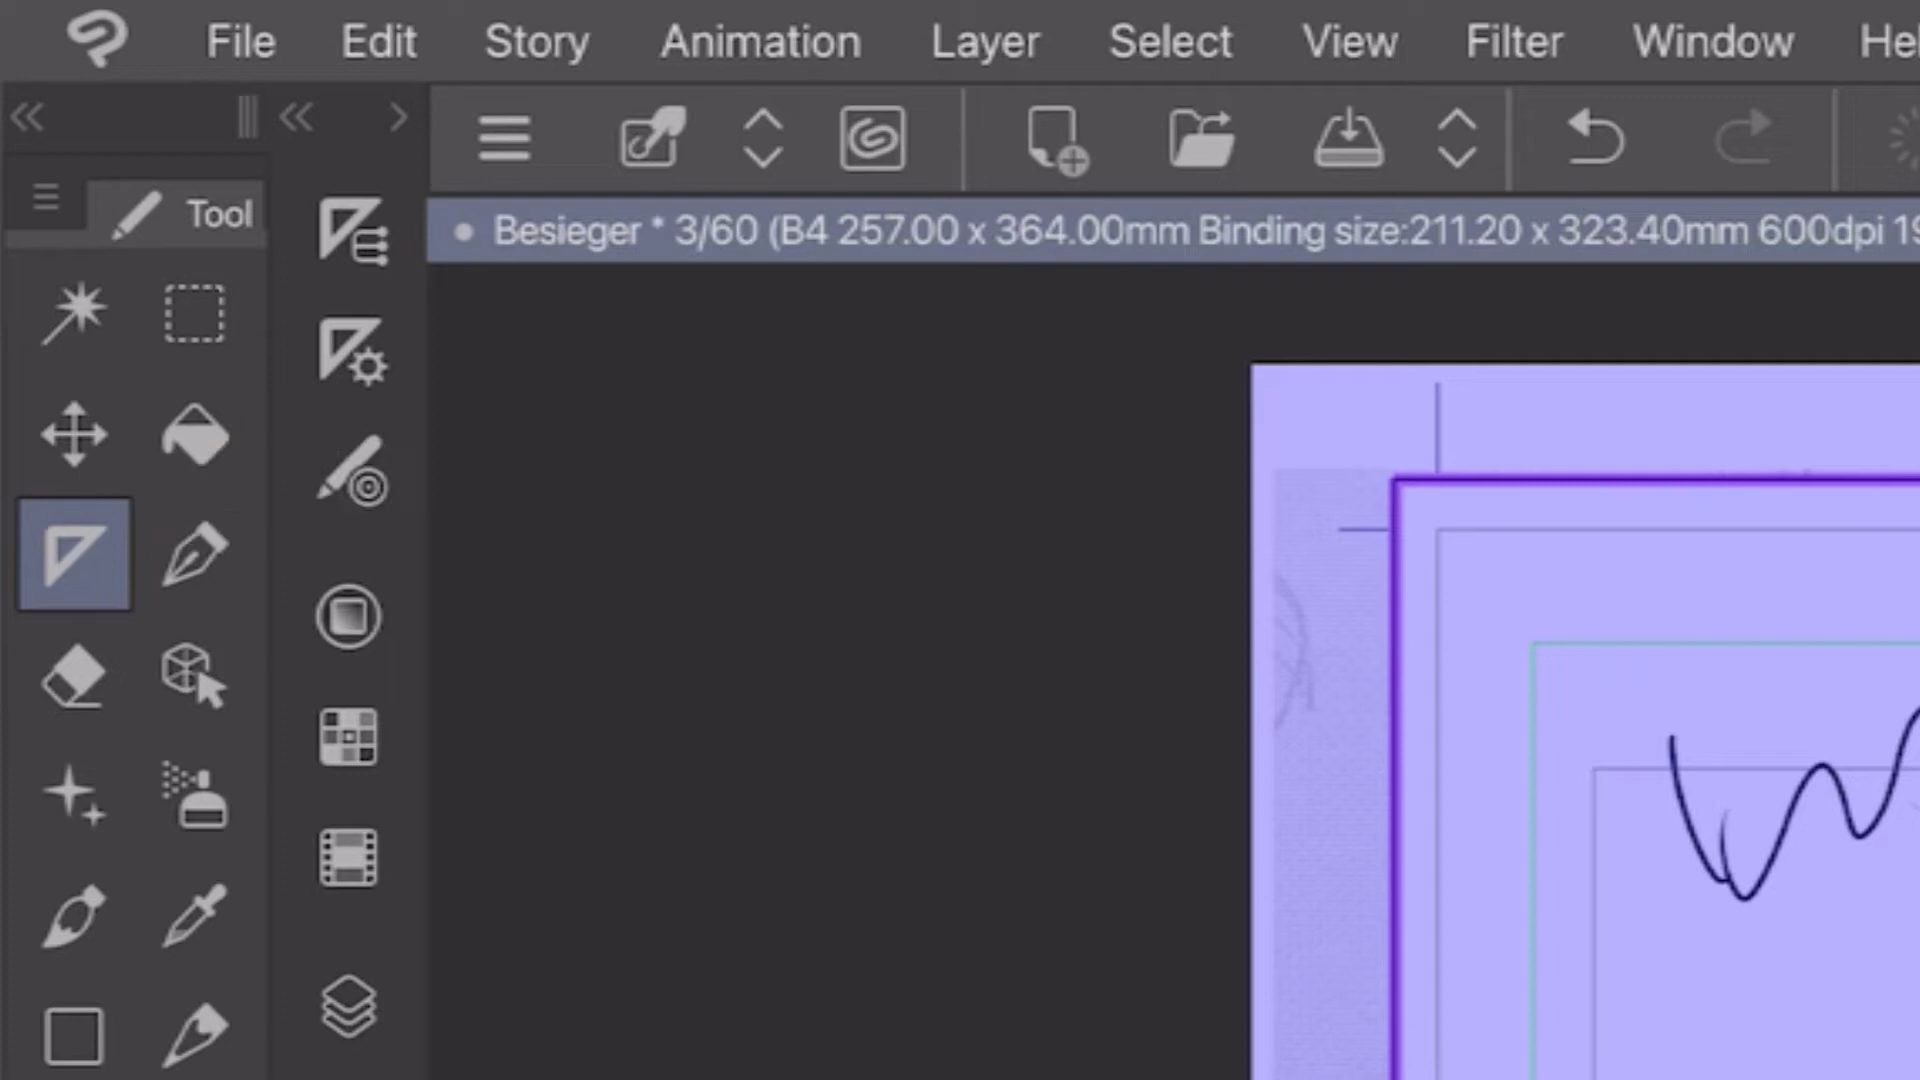 File Edit Story Animation Layer Select View Filter Window
Tool
Besieger * 3/60 (B4 257.00 x 364.00mm Binding size:211.20 x 323.40mm 600dpi